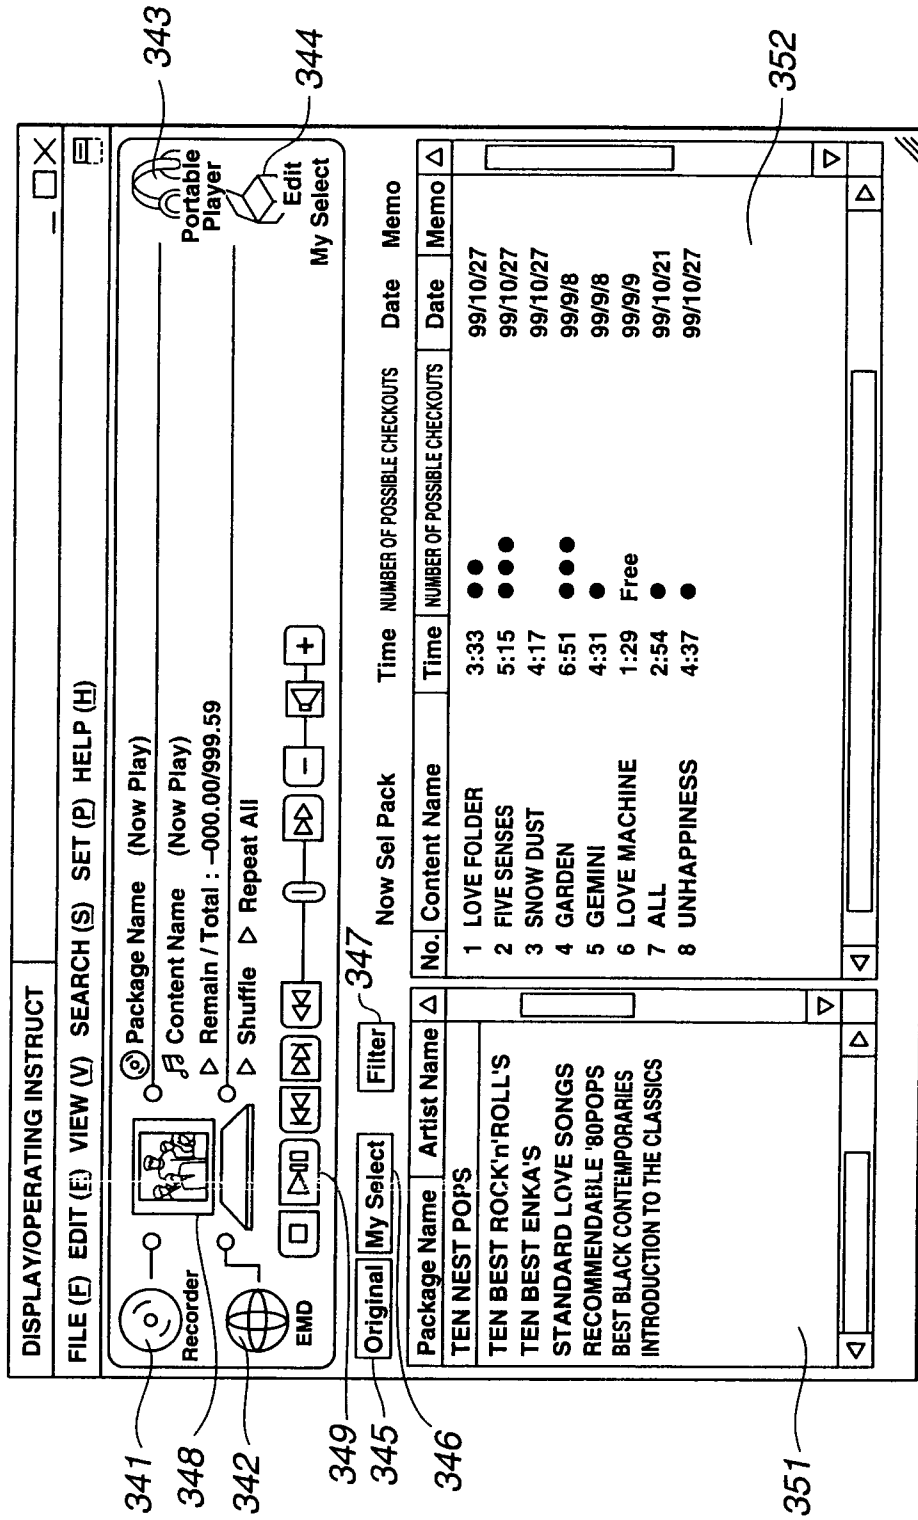 DISPLAY/OPERATING INSTRUCT
FILE (F) EDIT (E) VIEW (V) SEARCH (S) SET (P) HELP (H)
341
Recorder
348
342
EMD
Package Name (Now Play)
Content Name (Now Play)
Remain / Total : -000.00/999.59
Shuffle Repeat All
343
Portable
Player
344
Edit
My Select
349
345
Original
346
My Select
347
Filter
Now Sel Pack Time NUMBER OF POSSIBLE CHECKOUTS Date Memo
Package Name Artist Name
TEN NEST POPS
TEN BEST ROCK'n'ROLL'S
TEN BEST ENKA'S
STANDARD LOVE SONGS
RECOMMENDABLE '80POPS
BEST BLACK CONTEMPORARIES
INTRODUCTION TO THE CLASSICS
351
No. Content Name Time NUMBER OF POSSIBLE CHECKOUTS Date Memo
1 LOVE FOLDER 3:33 ●● 99/10/27
2 FIVE SENSES 5:15 ●●● 99/10/27
3 SNOW DUST 4:17 99/10/27
4 GARDEN 6:51 ●●● 99/9/8
5 GEMINI 4:31 ● 99/9/8
6 LOVE MACHINE 1:29 Free 99/9/9
7 ALL 2:54 ● 99/10/21
8 UNHAPPINESS 4:37 ● 99/10/27
352